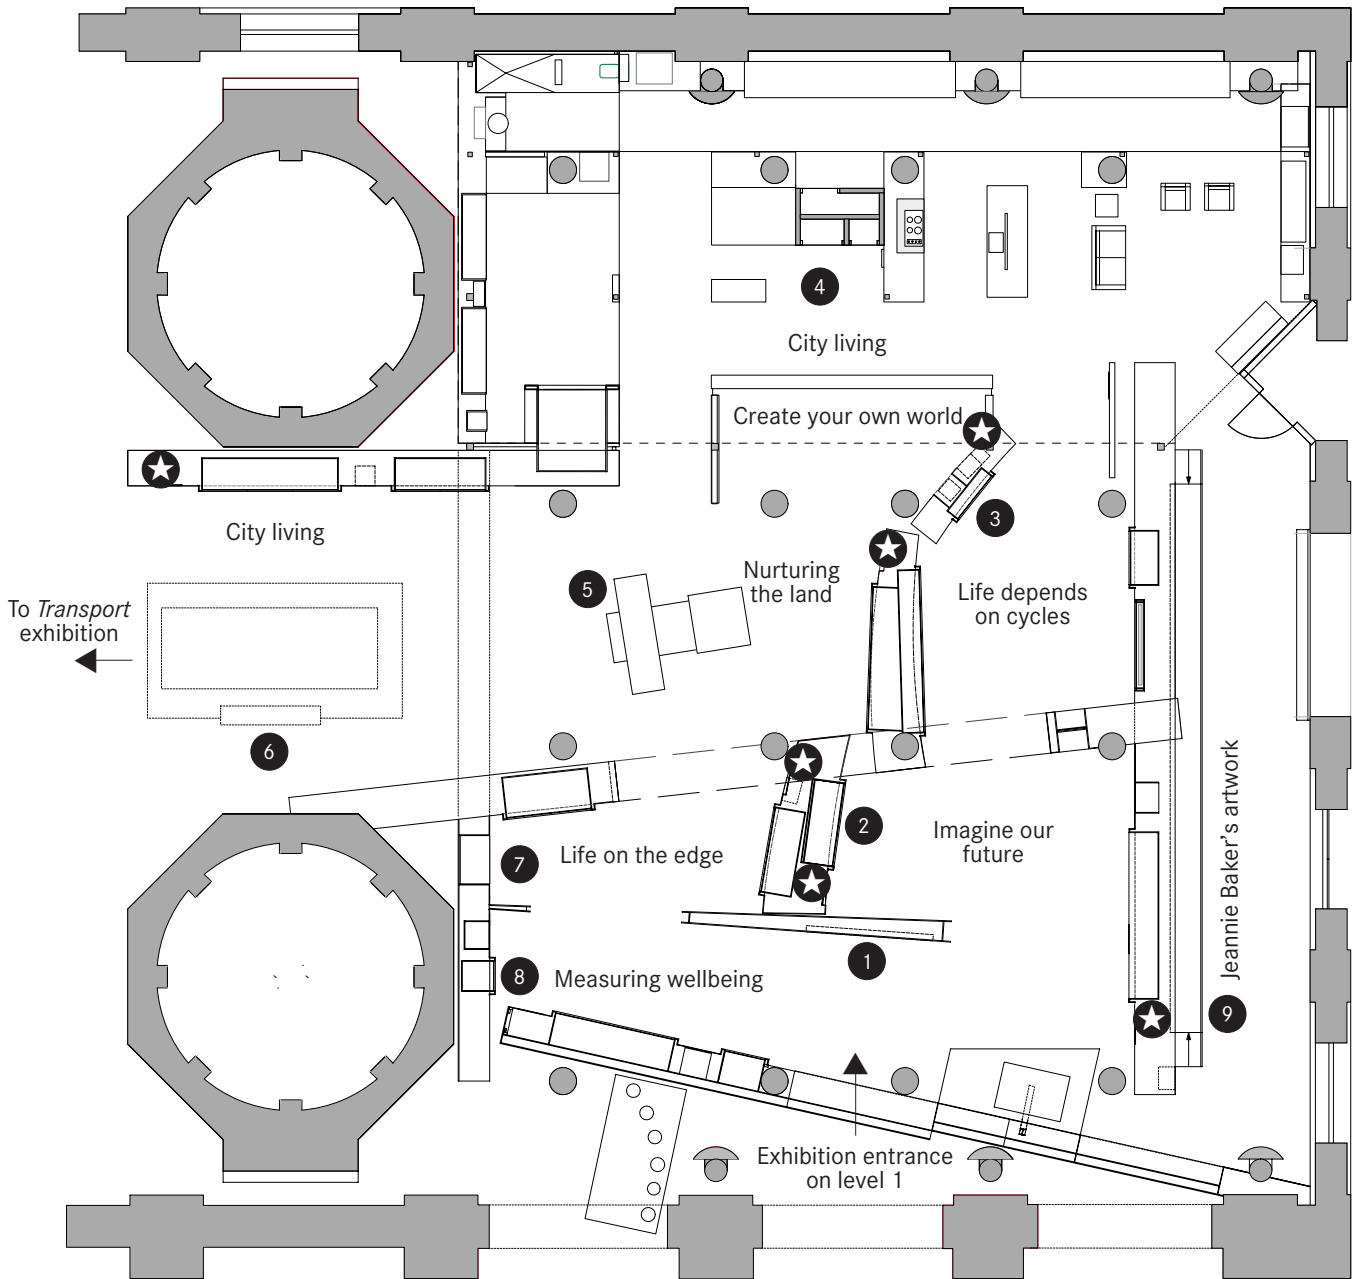 4
City living
Create your own world
3
City living
5
Nurturing
the land
Life depends
on cycles
To Transport
exhibition
6
2
Imagine our
future
7
Life on the edge
Jeannie Baker's artwork
1
8
Measuring wellbeing
9
Exhibition entrance
on level 1